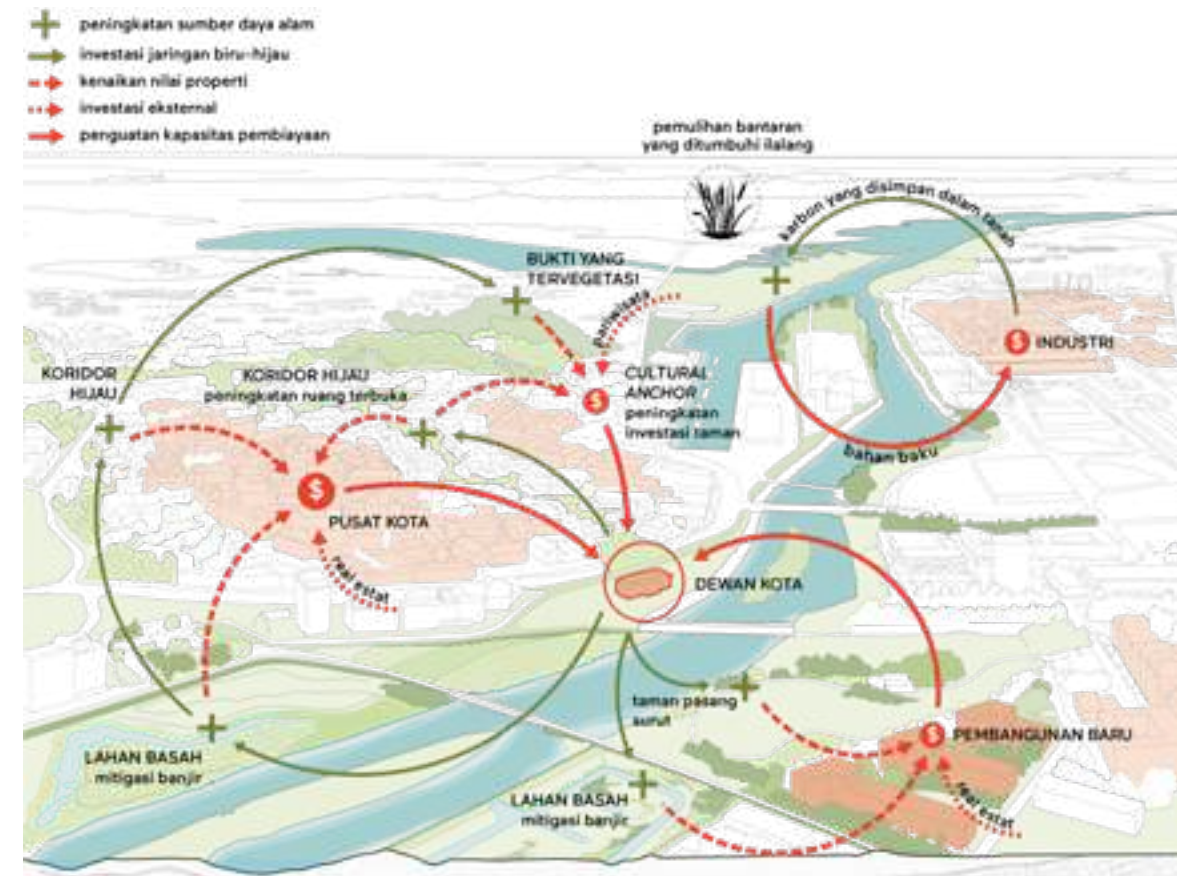 peningkatan sumber daya alam
investasi jaringan biru-hijau
kenaikan nilai properti
investasi eksternal
penguatan kapasitas pembiayaan
pemulihan bantaran
yang ditumbuhi ilalang
karbon yang disimpan dalam tanah
BUKTI YANG
TERVEGETASI
pariwisata
$ INDUSTRI
KORIDOR
HIJAU
KORIDOR HIJAU
peningkatan ruang terbuka
$
CULTURAL
ANCHOR
peningkatan
investasi taman
bahan baku
$
PUSAT KOTA
real estat
DEWAN KOTA
taman pasang
surut
$ PEMBANGUNAN BARU
LAHAN BASAH
mitigasi banjir
LAHAN BASAH
mitigasi banjir
real estat